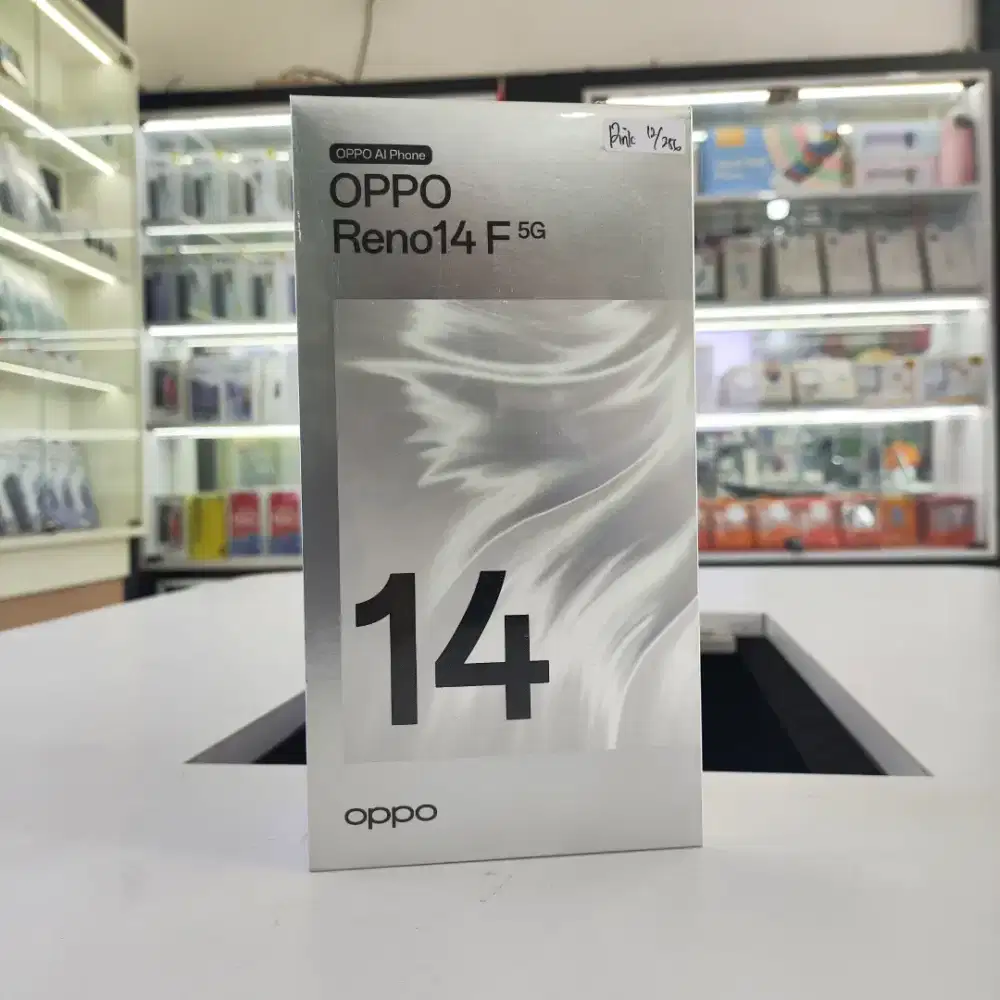 Pink 12/256
OPPO AI Phone
OPPO
Reno14 F 5G
14
oppo